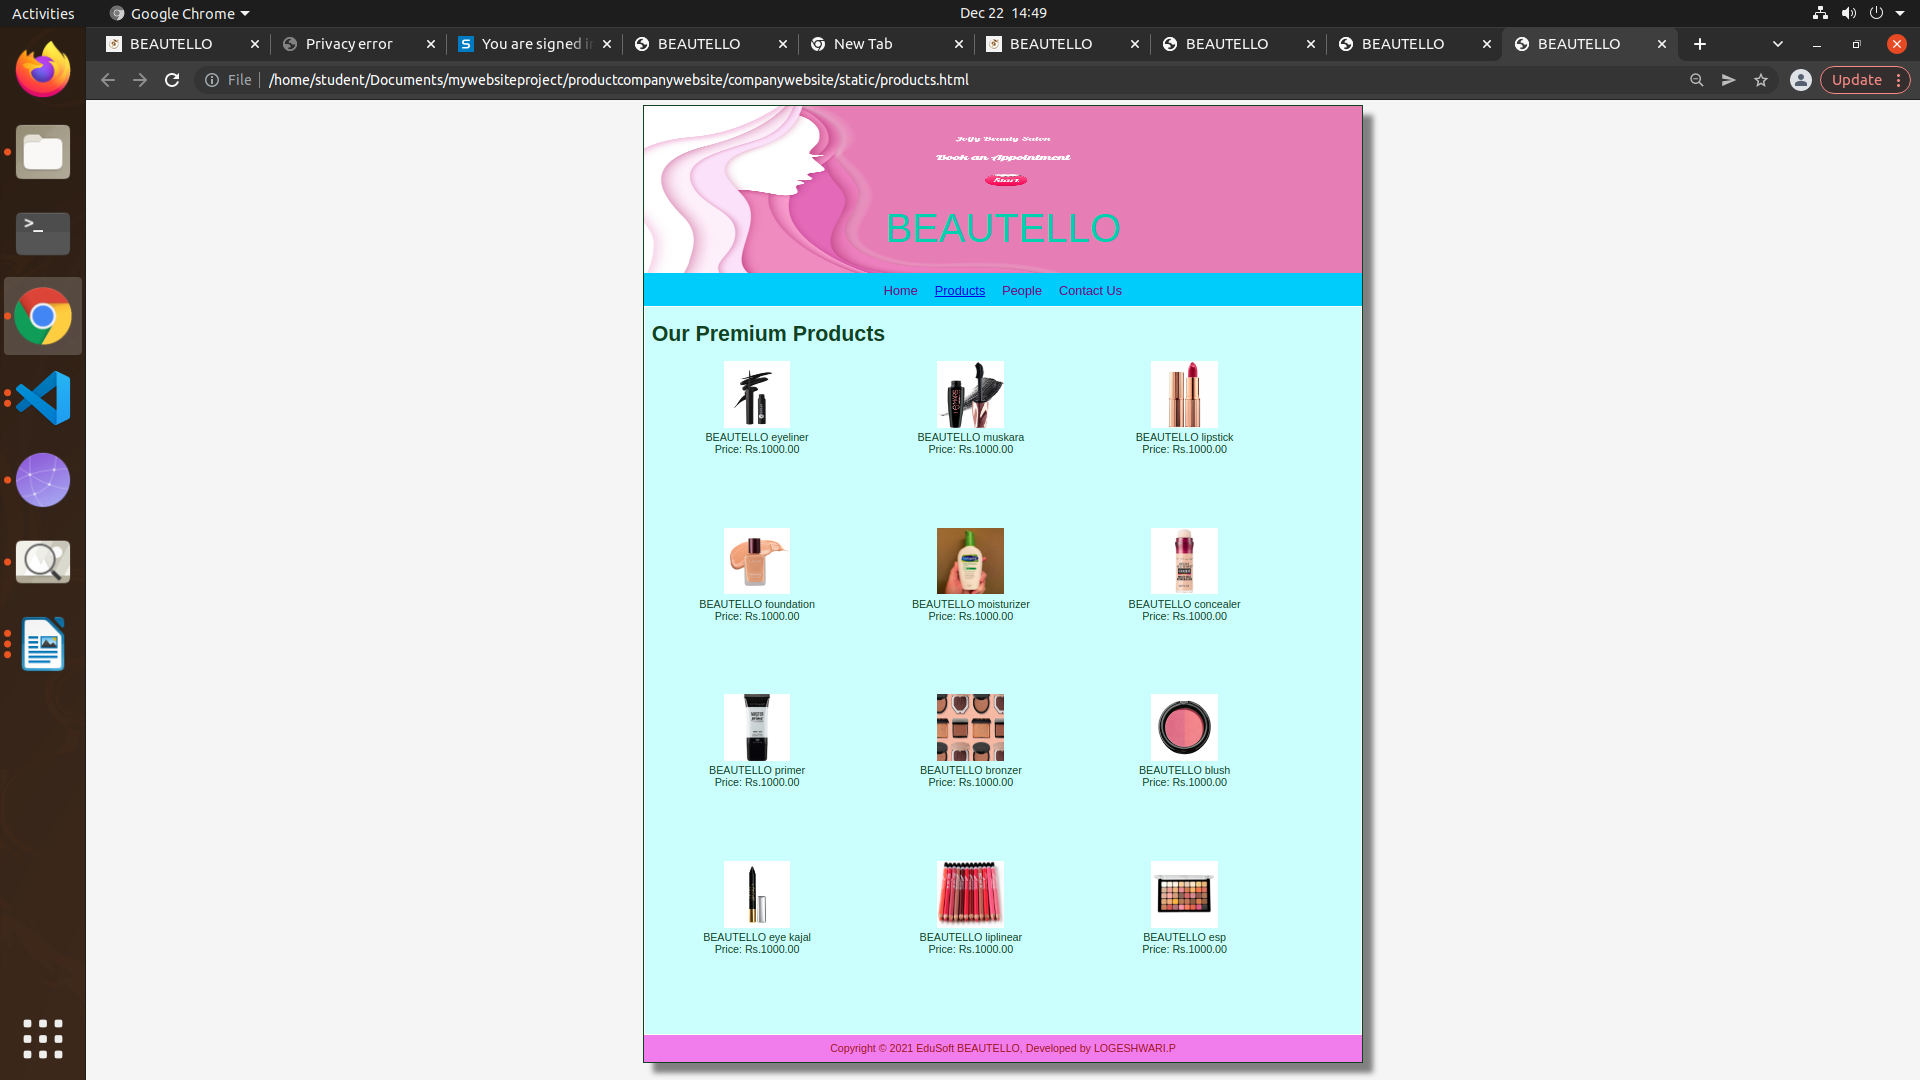 Activities
Google Chrome
Dec 22 14:49
BEAUTELLO
Privacy error
You are signed in
BEAUTELLO
New Tab
BEAUTELLO
BEAUTELLO
BEAUTELLO
BEAUTELLO
File
/home/student/Documents/mywebsiteproject/productcompanywebsite/companywebsite/static/products.html
Update
Jolly Beauty Salon
Book an Appointment
Start
BEAUTELLO
Home Products People Contact Us
Our Premium Products
BEAUTELLO eyeliner
Price: Rs.1000.00
BEAUTELLO muskara
Price: Rs.1000.00
BEAUTELLO lipstick
Price: Rs.1000.00
BEAUTELLO foundation
Price: Rs.1000.00
BEAUTELLO moisturizer
Price: Rs.1000.00
BEAUTELLO concealer
Price: Rs.1000.00
BEAUTELLO primer
Price: Rs.1000.00
BEAUTELLO bronzer
Price: Rs.1000.00
BEAUTELLO blush
Price: Rs.1000.00
BEAUTELLO eye kajal
Price: Rs.1000.00
BEAUTELLO liplinear
Price: Rs.1000.00
BEAUTELLO esp
Price: Rs.1000.00
Copyright © 2021 EduSoft BEAUTELLO, Developed by LOGESHWARI.P